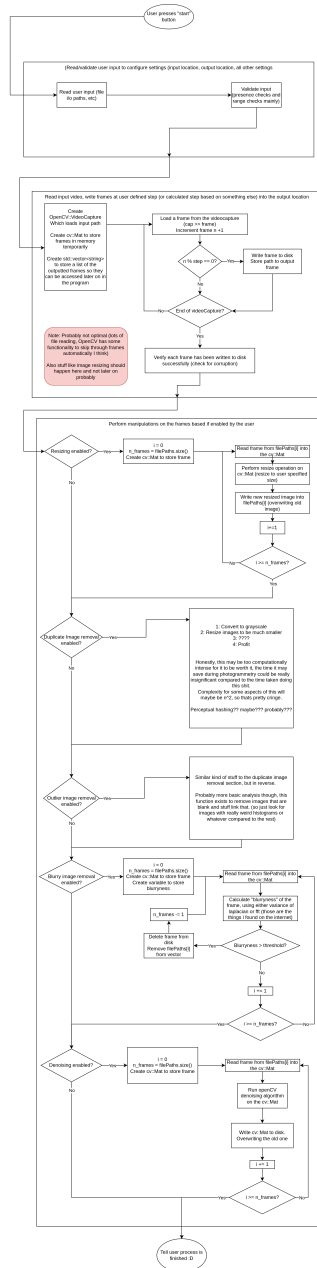 User presses "start"
button
(Read/validate user input to configure settings (input location, output location, all other settings
Read user input (file
i/o paths, etc)
Validate input
(presence checks and
range checks mainly)
Read input video, write frames at user defined step (or calculated step based on something else) into the output location
Create
OpenCV::VideoCapture
Which loads input path
Create cv::Mat to store
frames in memory
temporarily
Create std::vector<string>
to store a list of the
outputted frames so they
can be accessed later on in
the program
Load a frame from the videocapture
(cap >> frame)
Increment frame n +1
n % step == 0?
Yes
Write frame to disk
Store path to output
frame
No
End of videoCapture?
No
Yes
Verify each frame has been written to disk
successfully (check for corruption)
Note: Probably not optimal (lots of
file reading, OpenCV has some
functionality to skip through frames
automatically I think)
Also stuff like image resizing should
happen here and not later on
probably
Perform manipulations on the frames based if enabled by the user
Resizing enabled?
Yes
No
i = 0
n_frames = filePaths.size()
Create cv::Mat to store frame
Read frame from filePaths[i] into
the cv::Mat
Perform resize operation on
cv::Mat (resize to user specified
size)
Write new resized image into
filePaths[i] (overwriting old
image)
i+=1
i >= n_frames?
No
Yes
Duplicate Image removal
enabled?
Yes
No
1: Convert to grayscale
2: Resize images to be much smaller
3: ????
4: Profit
Honestly, this may be too computationally
intense for it to be worth it, the time it may
save during photogrammetry could be really
insignificant compared to the time taken doing
this shit.
Complexity for some aspects of this will
maybe be n^2, so thats pretty cringe.
Perceptual hashing?? maybe??? probably???
Outlier image removal
enabled?
Yes
No
Similar kind of stuff to the duplicate image
removal section, but in reverse.
Probably more basic analysis though, this
function exists to remove images that are
blank and stuff link that. (so just look for
images with really weird histograms or
whatever compared to the rest)
Blurry image removal
enabled?
Yes
No
i = 0
n_frames = filePaths.size()
Create cv::Mat to store frame
Create variable to store
blurryness
Read frame from filePaths[i] into
the cv::Mat
Calculate "blurryness" of the
frame, using either variance of
laplacian or fft (those are the
things i found on the internet)
n_frames -= 1
Delete frame from
disk
Remove filePaths[i]
from vector
Yes
Blurryness > threshold?
No
i += 1
i >= n_frames?
Yes
No
Denoising enabled?
Yes
No
i = 0
n_frames = filePaths.size()
Create cv::Mat to store frame
Read frame from filePaths[i] into
the cv::Mat
Run openCV
denoising algorithm
on the cv::Mat
Write cv::Mat to disk.
Overwriting the old one
i += 1
i >= n_frames?
Yes
No
Tell user process is
finished :D